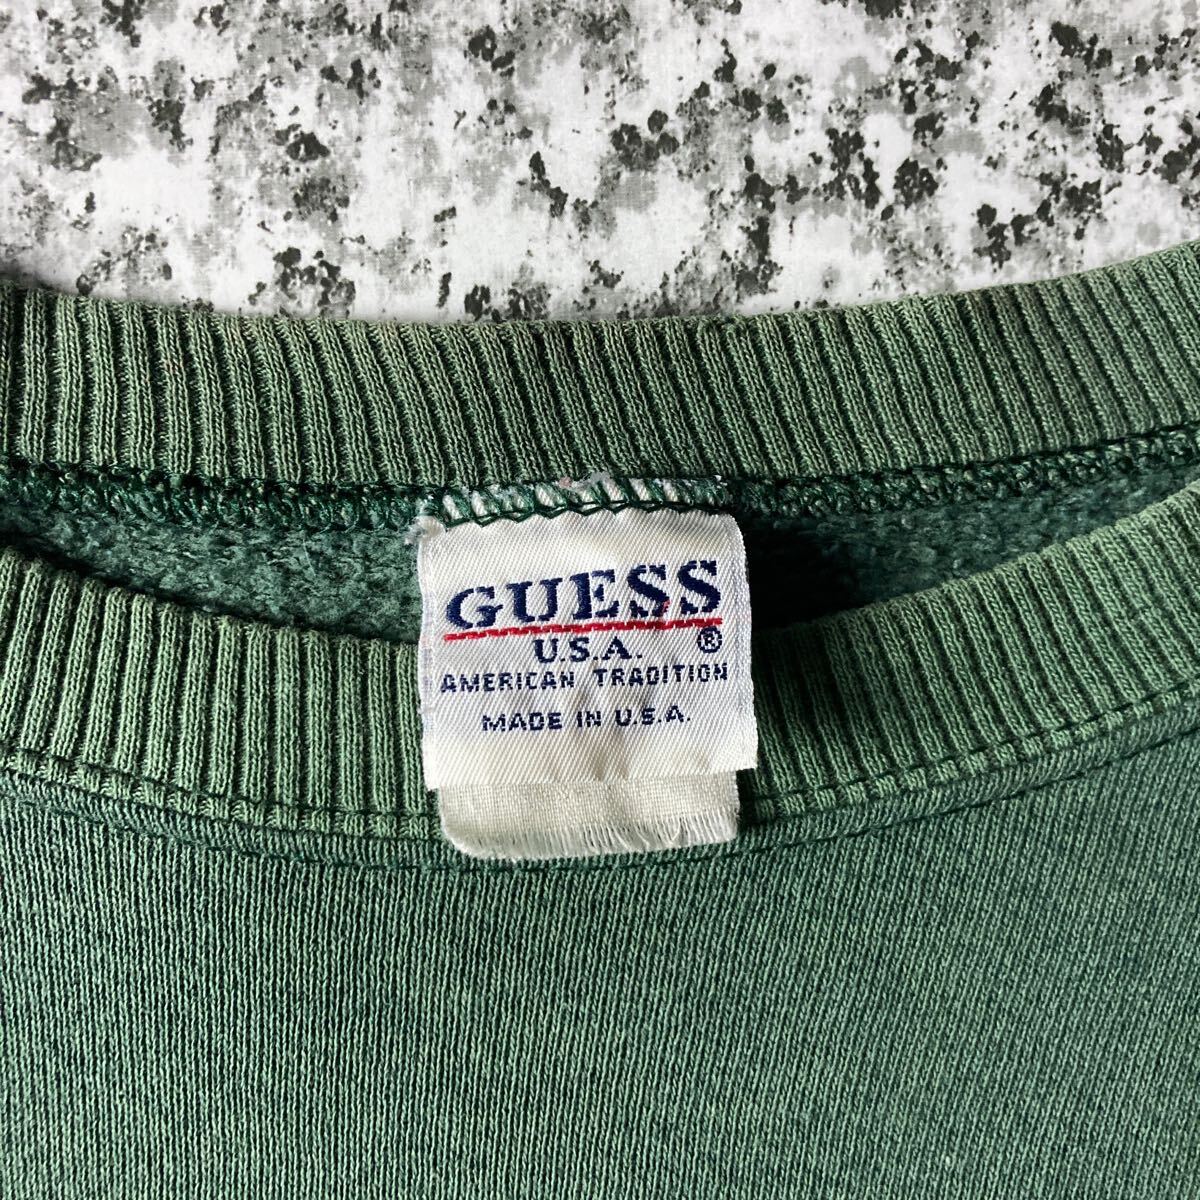 GUESS
U.S.A. ®
AMERICAN TRADITION
MADE IN U.S.A.